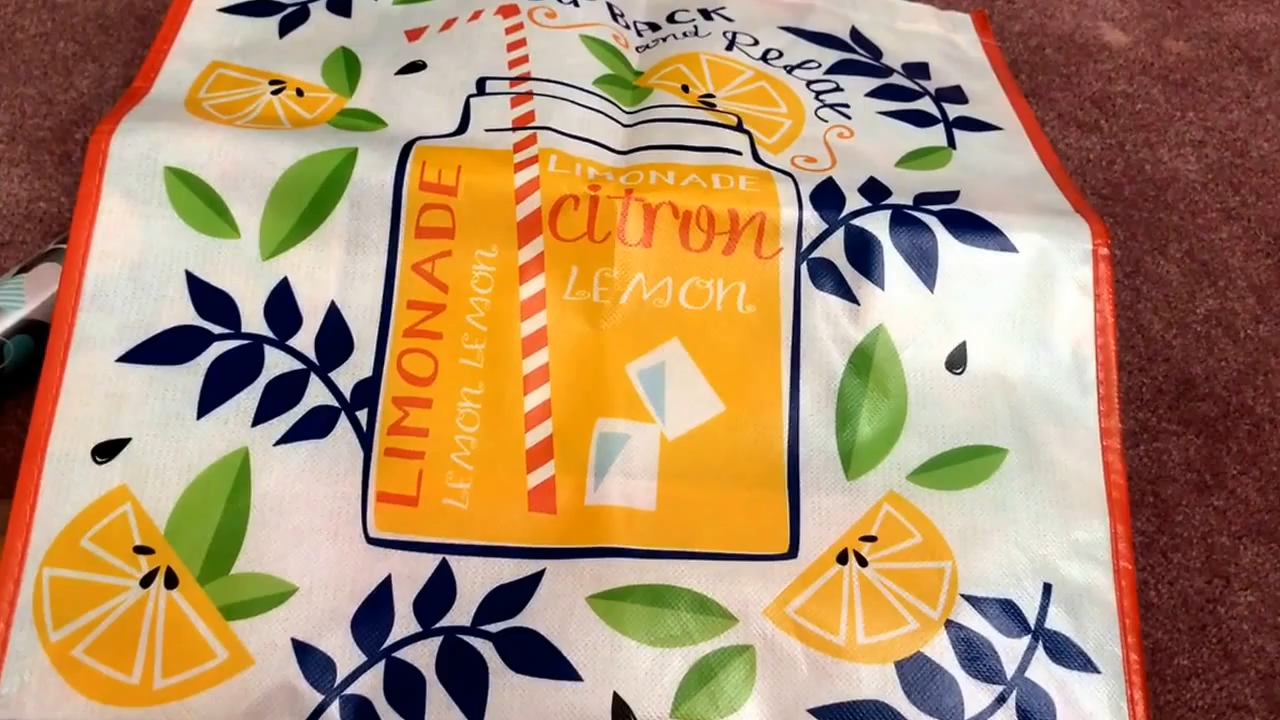 BACK
and Relax
LIMONADE
LEMON LEMON
LIMONADE
citron
LEMON